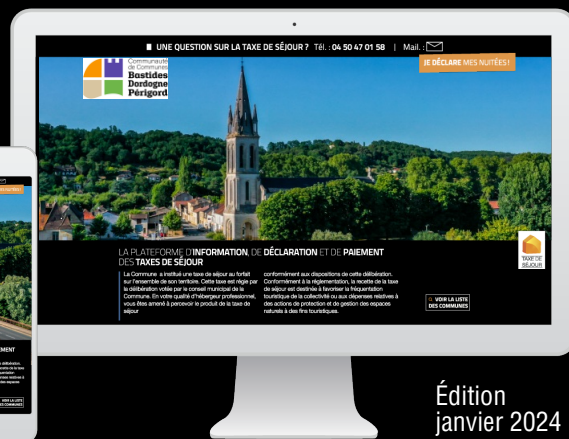 UNE QUESTION SUR LA TAXE DE SÉJOUR ? Tél. : 04 50 47 01 58 | Mail. :
JE DÉCLARE MES NUITÉES !
Communauté
de Communes
Bastides
Dordogne
Périgord
LA PLATEFORME D'INFORMATION, DE DÉCLARATION ET DE PAIEMENT
DES TAXES DE SÉJOUR
La Commune a institué une taxe de séjour au forfait
sur l'ensemble de son territoire. Cette taxe est régie par
la délibération votée par le conseil municipal de la
Commune. En votre qualité d'hébergeur professionnel,
vous êtes amené à percevoir le produit de la taxe de
séjour
conformément aux dispositions de cette délibération.
Conformément à la réglementation, la recette de la taxe
de séjour est destinée à favoriser la fréquentation
touristique de la collectivité ou aux dépenses relatives à
des actions de protection et de gestion des espaces
naturels à des fins touristiques.
TAXE DE
SÉJOUR
VOIR LA LISTE
DES COMMUNES
EMENT
VOIR LA LISTE
DES COMMUNES
Édition
janvier 2024